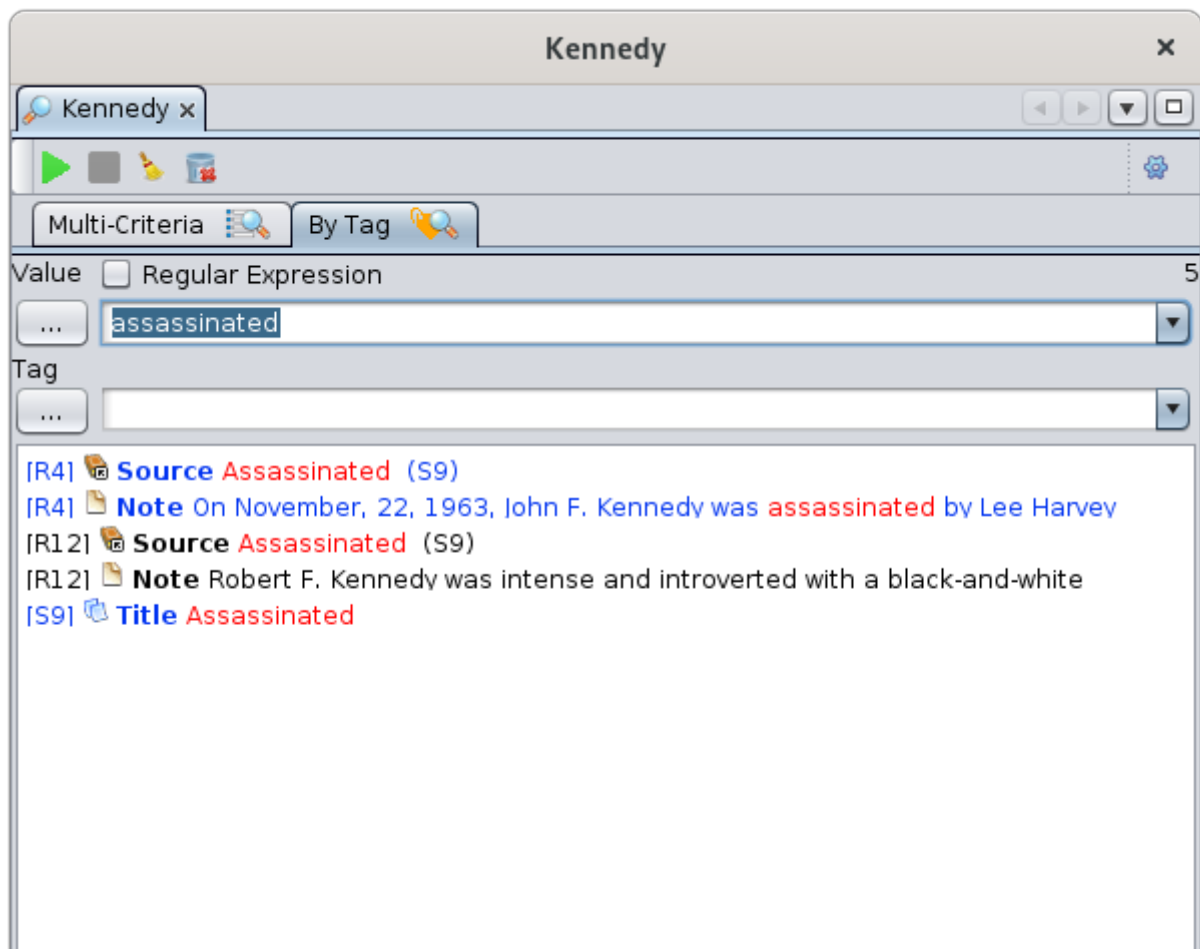 Kennedy
Kennedy
Multi-Criteria By Tag
Value Regular Expression 5
... assassinated
Tag
...
[R4] Source Assassinated (S9)
[R4] Note On November, 22, 1963, John F. Kennedy was assassinated by Lee Harvey
[R12] Source Assassinated (S9)
[R12] Note Robert F. Kennedy was intense and introverted with a black-and-white
[S9] Title Assassinated